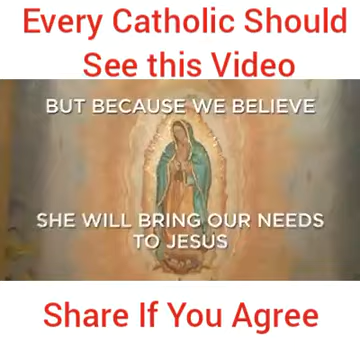 Every Catholic Should
See this Video
BUT BECAUSE WE BELIEVE
SHE WILL BRING OUR NEEDS
TO JESUS
Share If You Agree